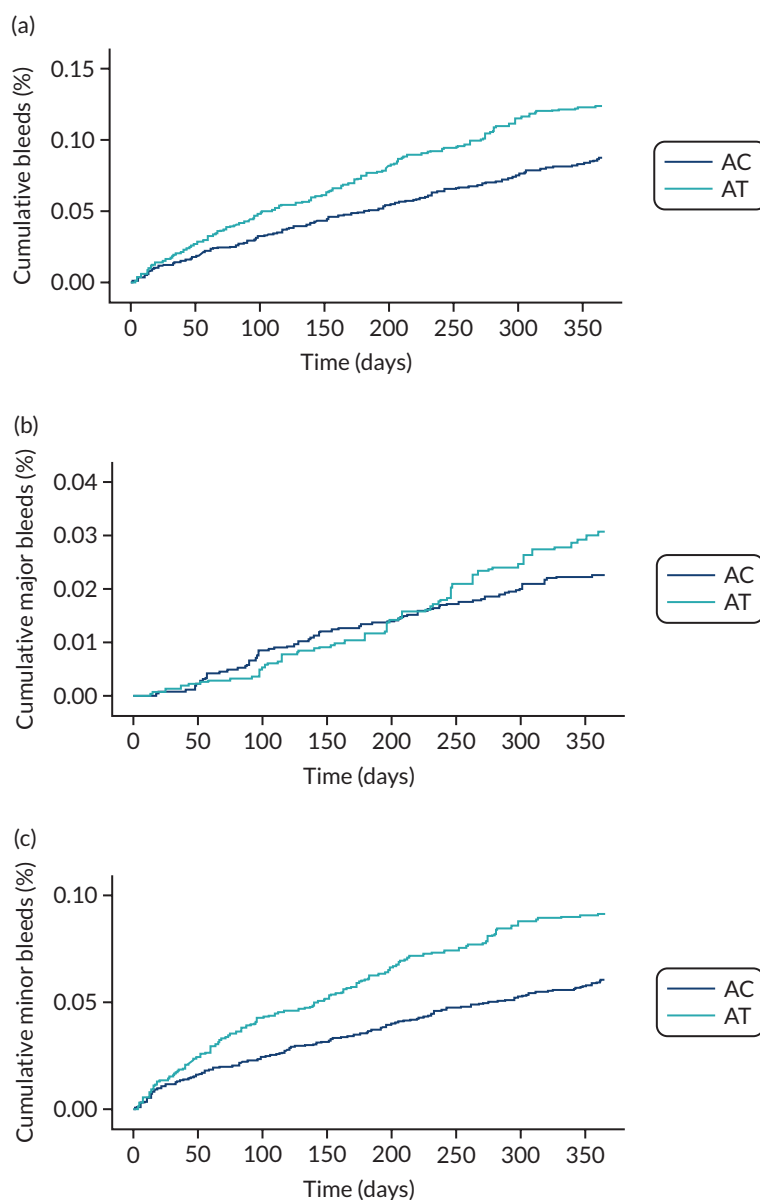 (a)
Cumulative bleeds (%)
0.15
0.10
0.05
0.00
0 50 100 150 200 250 300 350
Time (days)
AC
AT
(b)
Cumulative major bleeds (%)
0.04
0.03
0.02
0.01
0.00
0 50 100 150 200 250 300 350
Time (days)
AC
AT
(c)
Cumulative minor bleeds (%)
0.10
0.05
0.00
0 50 100 150 200 250 300 350
Time (days)
AC
AT